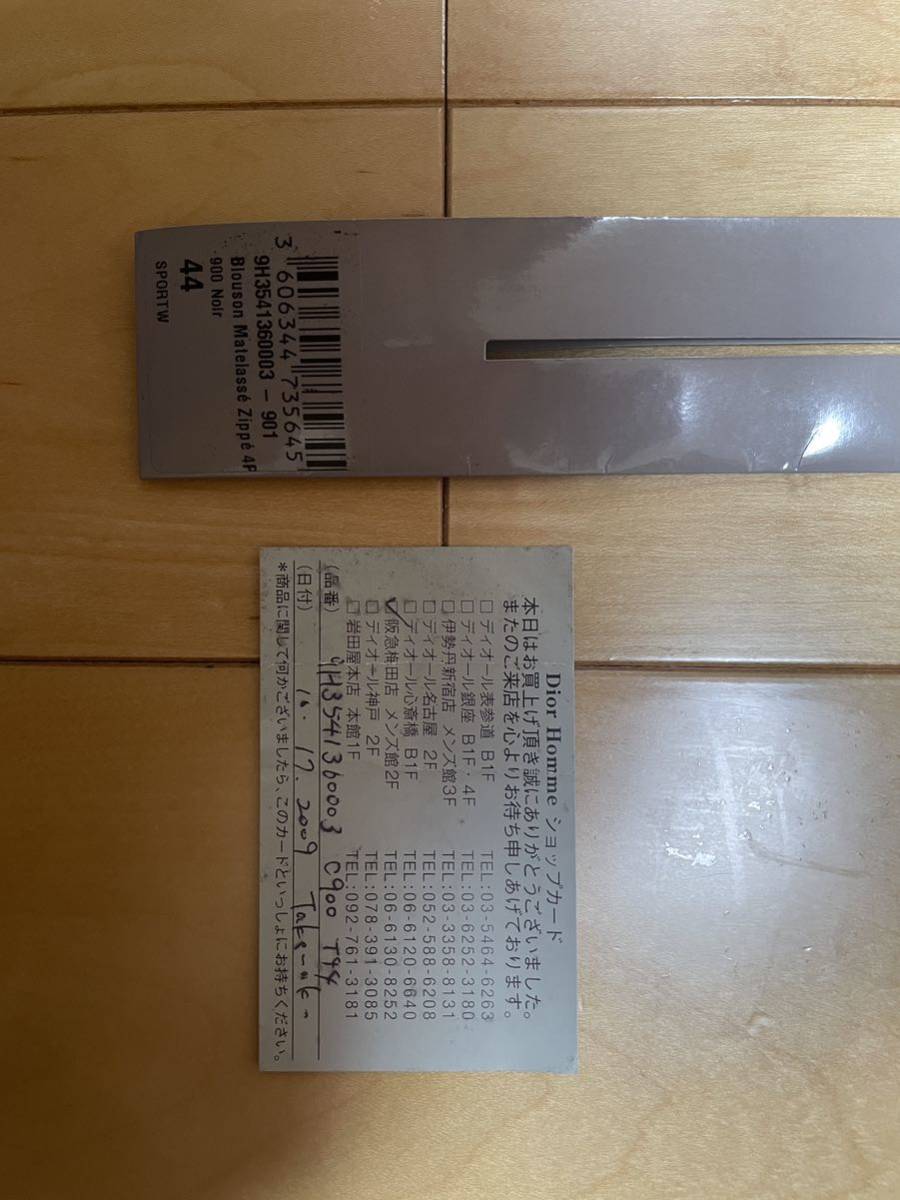 3 606344 735645
9H3541360003 - 901
Blouson Matelassé Zippé 4P
900 Noir
44
SPORTW
Dior Homme ショップカード
本日はお買上げ頂き誠にありがとうございました。
またのご来店を心よりお待ち申しあげております。
□ディオール表参道 B1F TEL:03-5464-6263
□ディオール銀座 B1F・4F TEL:03-6252-3180
□伊勢丹新宿店 メンズ館3F TEL:03-3358-8131
□ディオール名古屋 2F TEL:052-588-6208
□ディオール心斎橋 B1F TEL:06-6120-6640
☑阪急梅田店 メンズ館2F TEL:06-6130-8252
□ディオール神戸 2F TEL:078-391-3085
□岩田屋本店 本館1F TEL:092-761-3181
(品番) 9H3541360003 C900 T44
(日付) 17. 2009
*商品に関して何かございましたら、このカードといっしょにお持ちください。